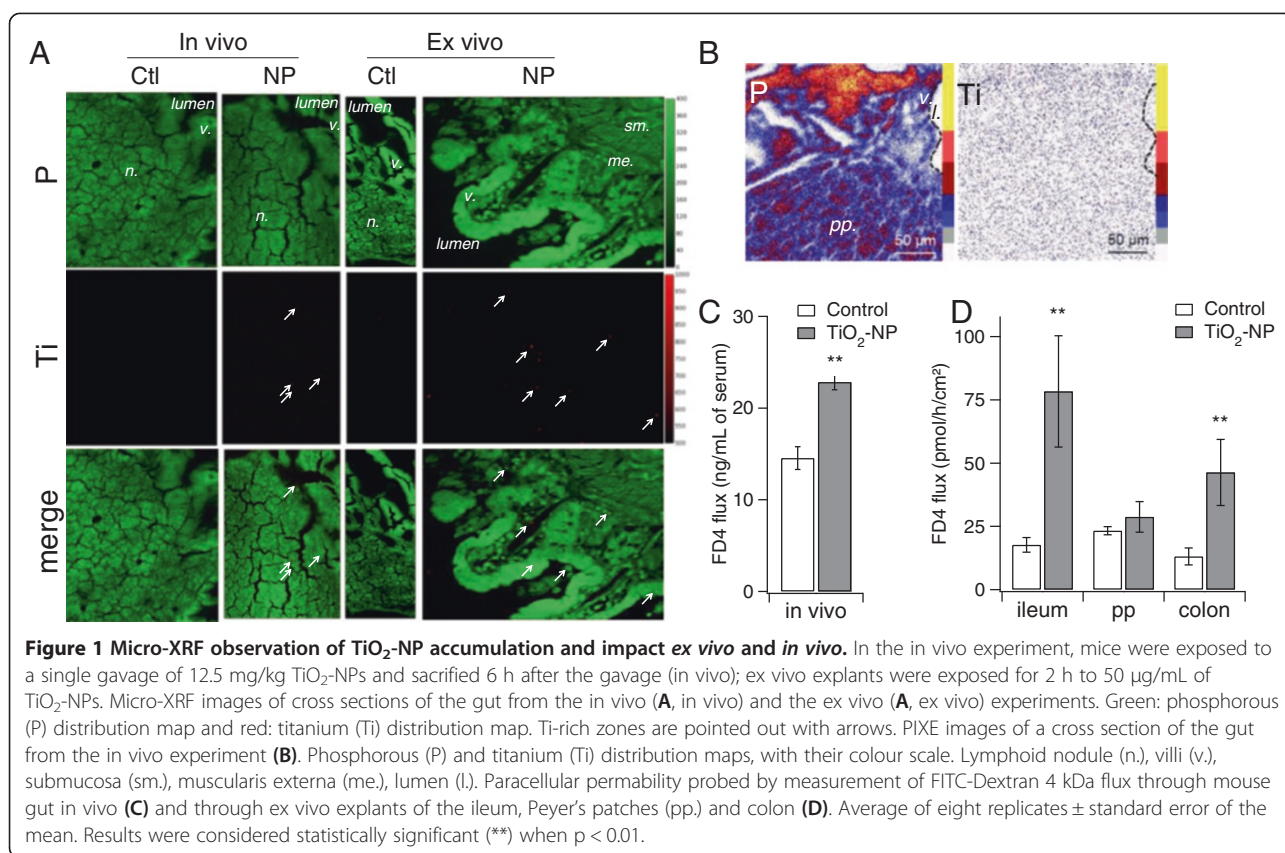 A
In vivo
Ex vivo
Ctl
NP
Ctl
NP
P
lumen
v.
n.
lumen
v.
n.
lumen
v.
n.
sm.
me.
v.
lumen
Ti
merge
B
P
v.
l.
pp.
50 µm
Ti
50 µm
C
Control
TiO₂-NP
30
20
10
0
FD4 flux (ng/mL of serum)
**
in vivo
D
Control
TiO₂-NP
100
75
50
25
0
FD4 flux (pmol/h/cm²)
**
**
ileum
pp
colon
Figure 1 Micro-XRF observation of TiO₂-NP accumulation and impact ex vivo and in vivo. In the in vivo experiment, mice were exposed to
a single gavage of 12.5 mg/kg TiO₂-NPs and sacrified 6 h after the gavage (in vivo); ex vivo explants were exposed for 2 h to 50 µg/mL of
TiO₂-NPs. Micro-XRF images of cross sections of the gut from the in vivo (A, in vivo) and the ex vivo (A, ex vivo) experiments. Green: phosphorous
(P) distribution map and red: titanium (Ti) distribution map. Ti-rich zones are pointed out with arrows. PIXE images of a cross section of the gut
from the in vivo experiment (B). Phosphorous (P) and titanium (Ti) distribution maps, with their colour scale. Lymphoid nodule (n.), villi (v.),
submucosa (sm.), muscularis externa (me.), lumen (l.). Paracellular permability probed by measurement of FITC-Dextran 4 kDa flux through mouse
gut in vivo (C) and through ex vivo explants of the ileum, Peyer's patches (pp.) and colon (D). Average of eight replicates ± standard error of the
mean. Results were considered statistically significant (**) when p < 0.01.